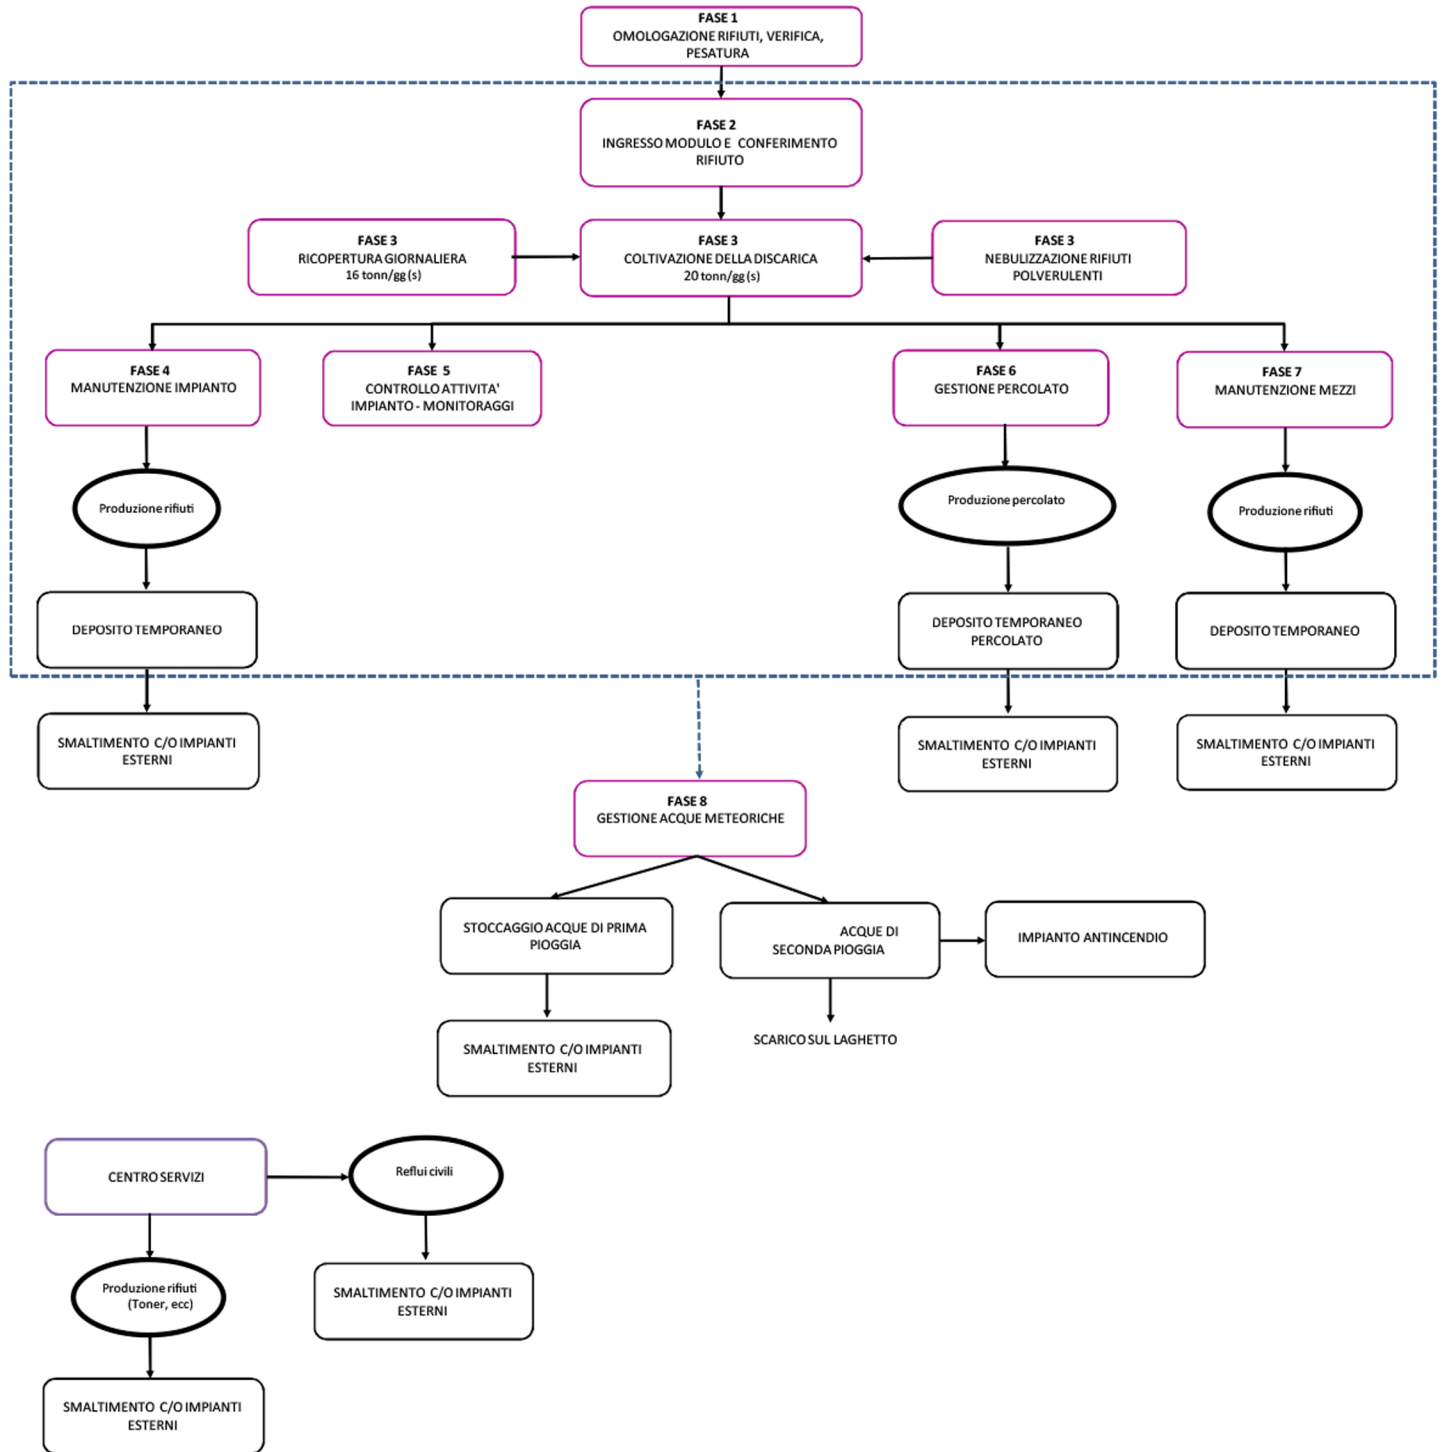 FASE 1
OMOLOGAZIONE RIFIUTI, VERIFICA,
PESATURA
FASE 2
INGRESSO MODULO E CONFERIMENTO
RIFIUTO
FASE 3
RICOPERTURA GIORNALIERA
16 tonn/gg (s)
FASE 3
COLTIVAZIONE DELLA DISCARICA
20 tonn/gg (s)
FASE 3
NEBULIZZAZIONE RIFIUTI
POLVERULENTI
FASE 4
MANUTENZIONE IMPIANTO
FASE 5
CONTROLLO ATTIVITA'
IMPIANTO - MONITORAGGI
FASE 6
GESTIONE PERCOLATO
FASE 7
MANUTENZIONE MEZZI
Produzione rifiuti
Produzione percolato
Produzione rifiuti
DEPOSITO TEMPORANEO
DEPOSITO TEMPORANEO
PERCOLATO
DEPOSITO TEMPORANEO
SMALTIMENTO C/O IMPIANTI
ESTERNI
SMALTIMENTO C/O IMPIANTI
ESTERNI
SMALTIMENTO C/O IMPIANTI
ESTERNI
FASE 8
GESTIONE ACQUE METEORICHE
STOCCAGGIO ACQUE DI PRIMA
PIOGGIA
ACQUE DI
SECONDA PIOGGIA
IMPIANTO ANTINCENDIO
SMALTIMENTO C/O IMPIANTI
ESTERNI
SCARICO SUL LAGHETTO
CENTRO SERVIZI
Reflui civili
Produzione rifiuti
(Toner, ecc)
SMALTIMENTO C/O IMPIANTI
ESTERNI
SMALTIMENTO C/O IMPIANTI
ESTERNI